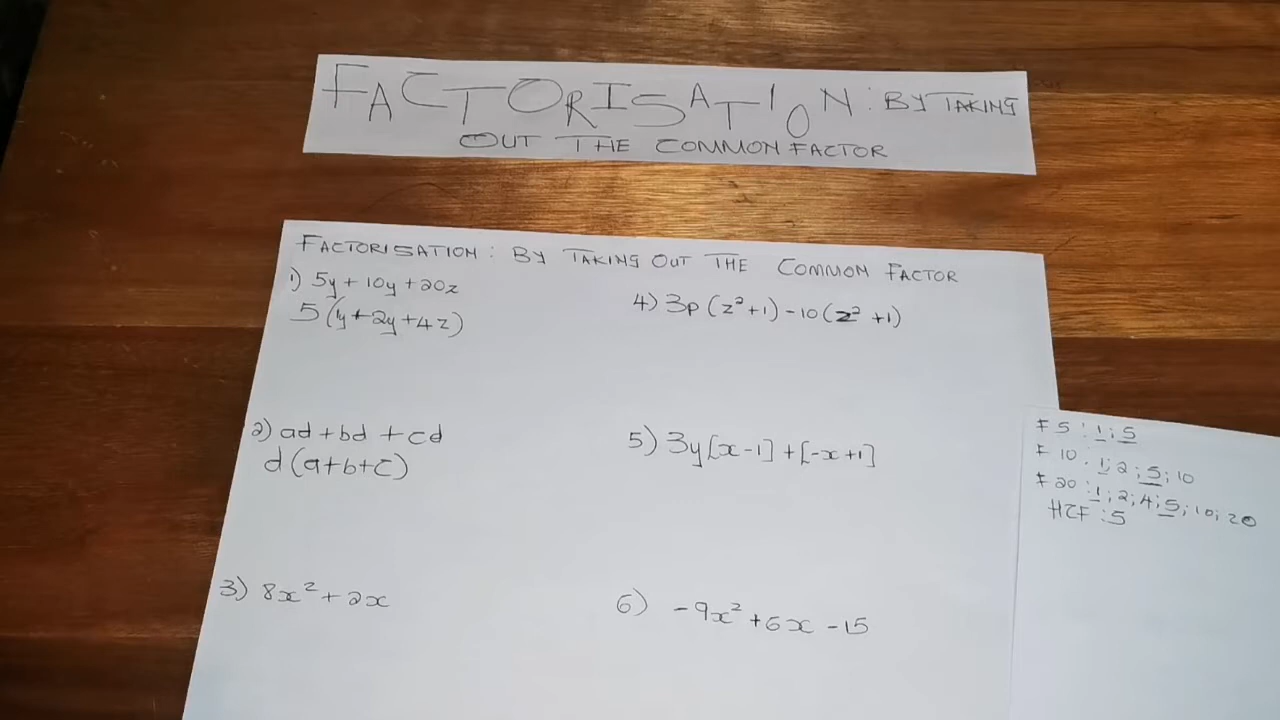 FACTORISATION: BY TAKING
OUT THE COMMON FACTOR
FACTORISATION: BY TAKING OUT THE COMMON FACTOR
1) 5y + 10y + 20z
5(y + 2y + 4z)
2) ad + bd + cd
d(a + b + c)
3) 8x² + 2x
4) 3p(z² + 1) - 10(z² + 1)
5) 3y[x - 1] + [-x + 1]
6) -9x² + 6x - 15
F 5 : 1; 5
F 10 : 1; 2; 5; 10
F 20 : 1; 2; 4; 5; 10; 20
HCF : 5